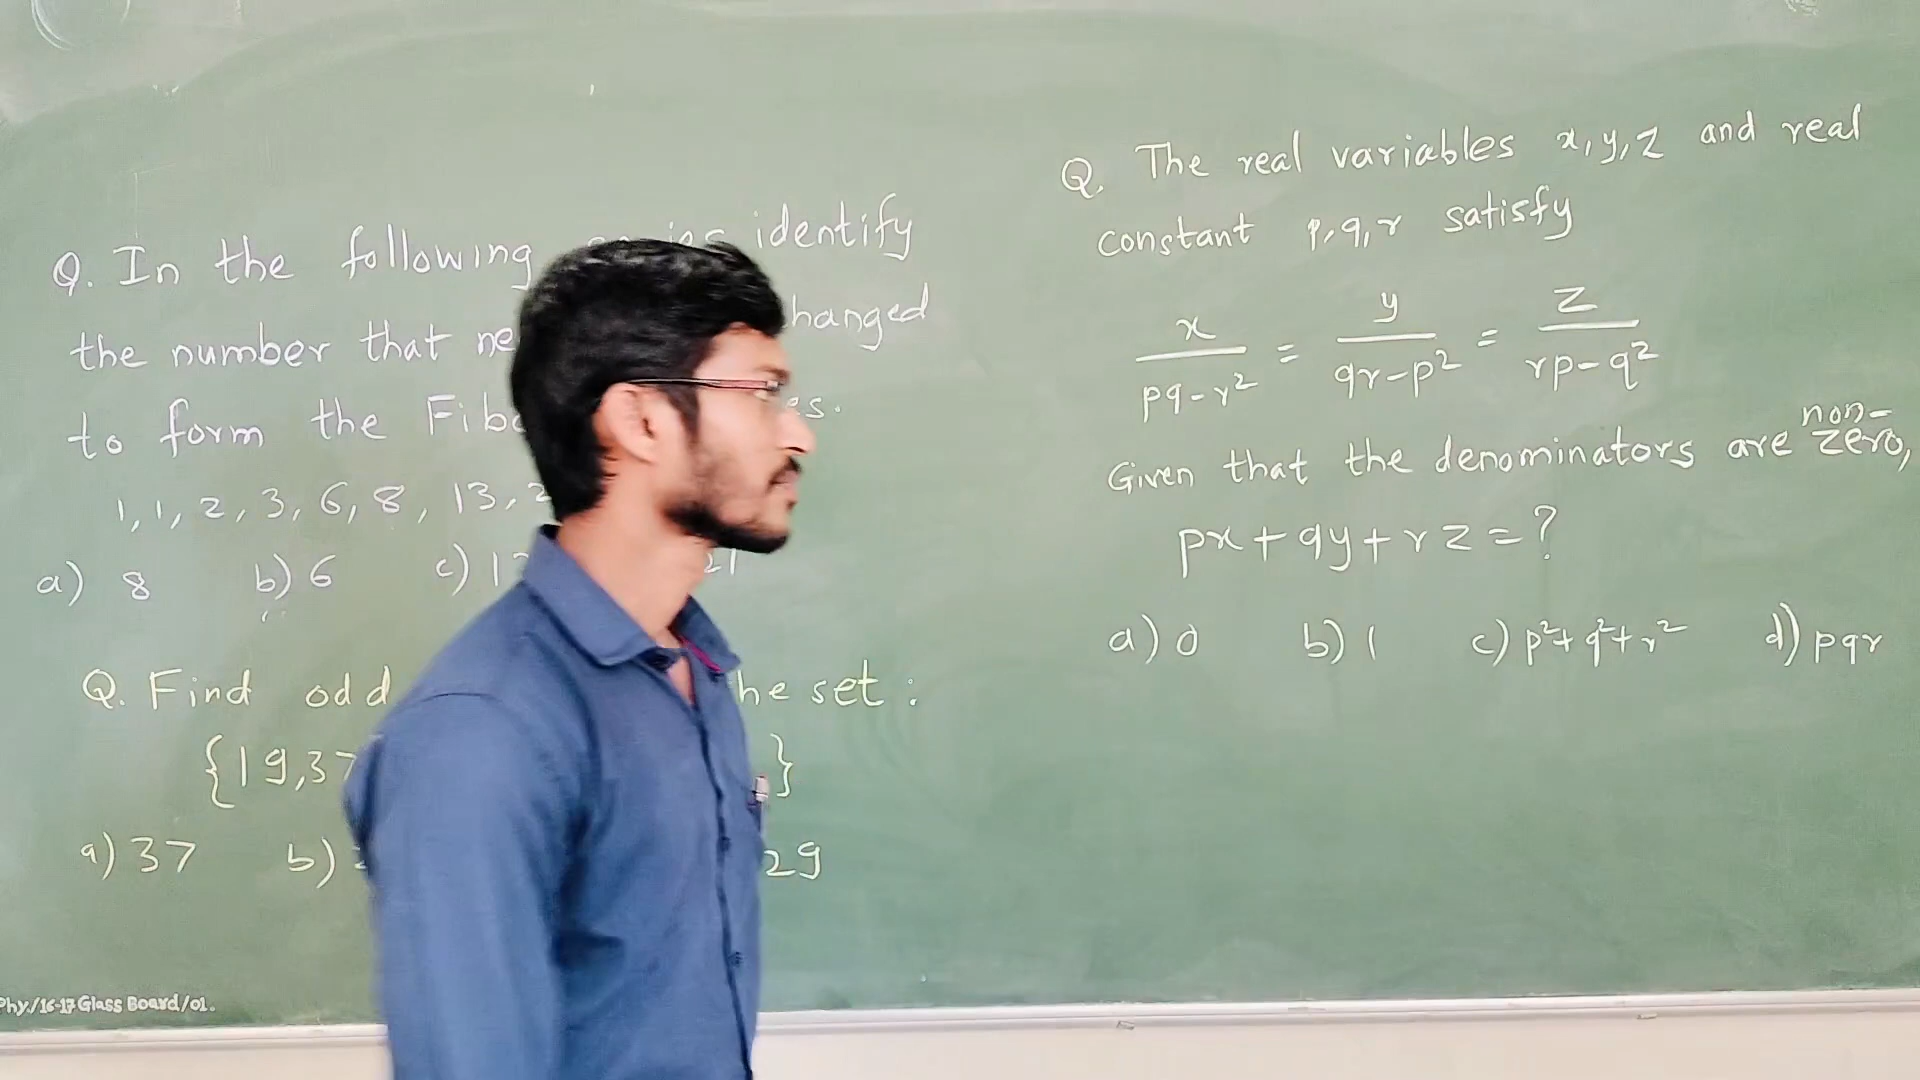 Q. In the following identify
the number that hanged
to form the
1, 1, 2, 3, 6, 8, 13,
a) 8 b) 6 c) 21
Q. Find odd he set :
{19, 37 }
a) 37 b) 29
Phy./16-17 Glass Board/01.
Q. The real variables x, y, z and real
constant p, q, r satisfy
x/(pq-r²) = y/(qr-p²) = z/(rp-q²)
Given that the denominators are non-zero,
px + qy + rz = ?
a) 0 b) 1 c) p²+q²+r² d) pqr